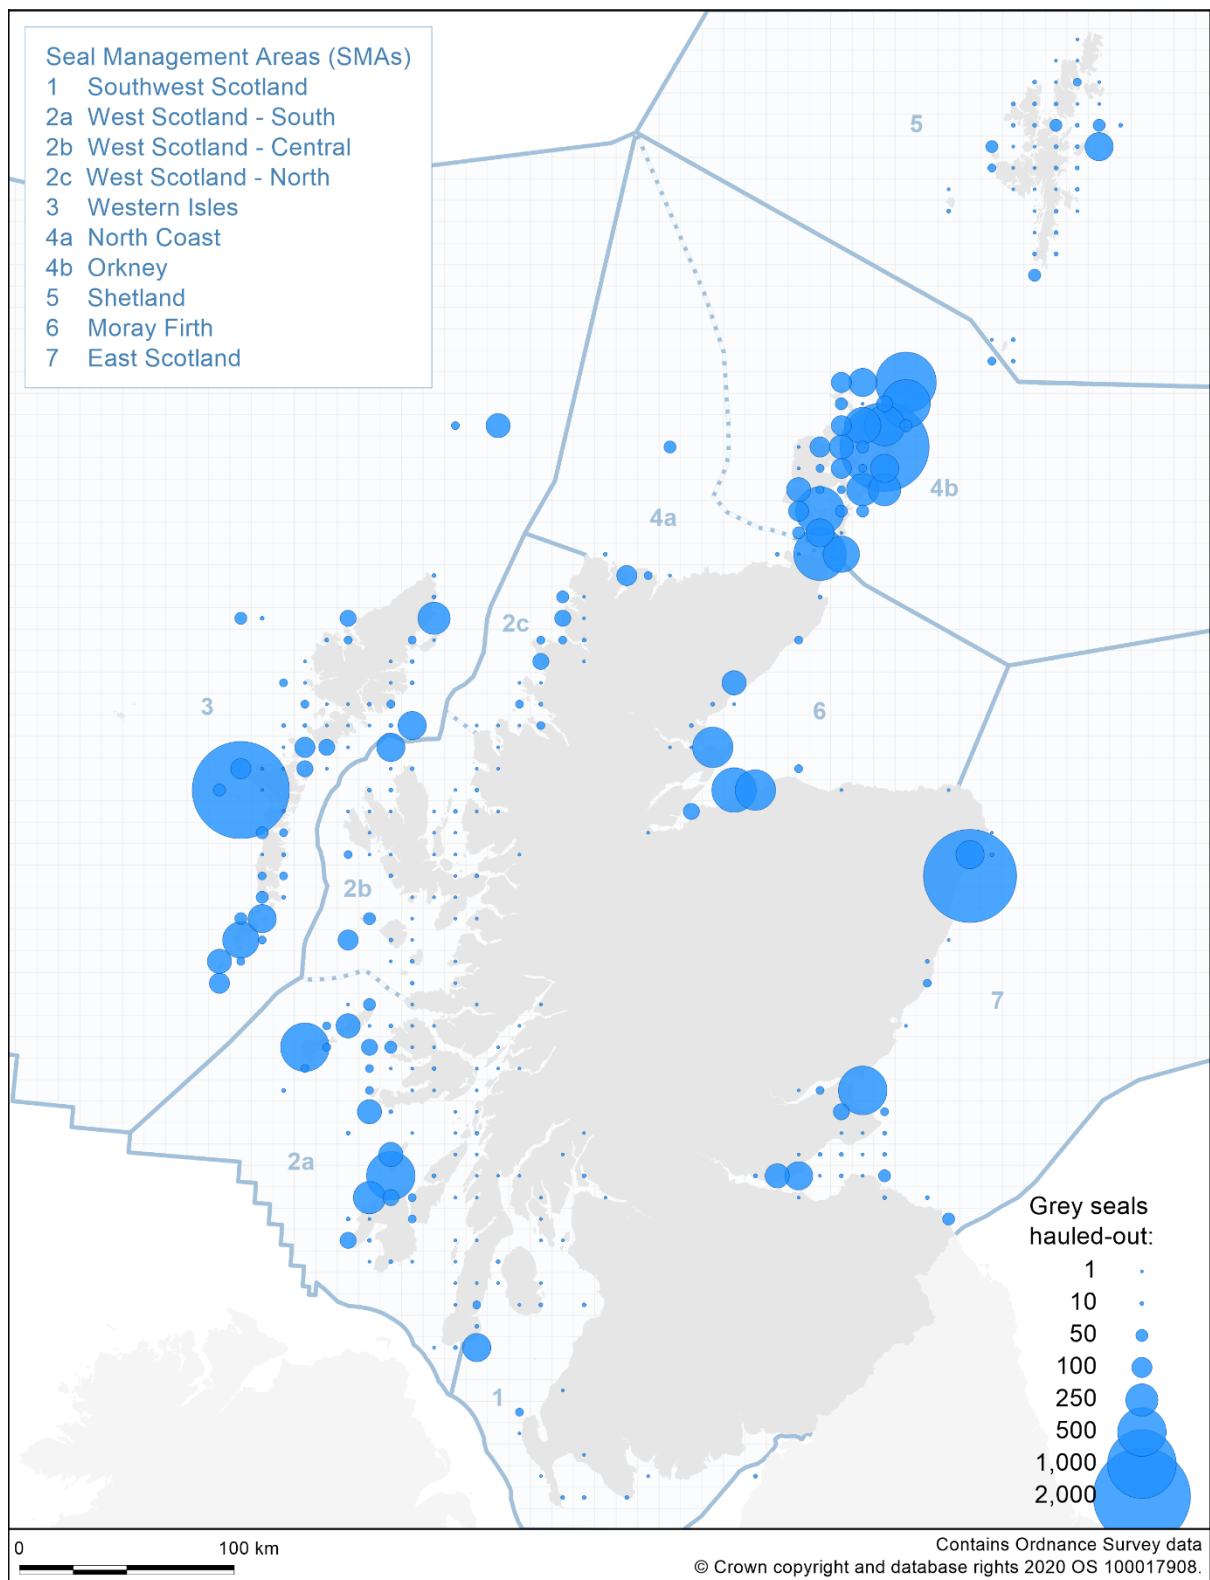 Seal Management Areas (SMAs)
1 Southwest Scotland
2a West Scotland - South
2b West Scotland - Central
2c West Scotland - North
3 Western Isles
4a North Coast
4b Orkney
5 Shetland
6 Moray Firth
7 East Scotland
5
4b
4a
2c
3
6
2b
7
2a
1
Grey seals
hauled-out:
1
10
50
100
250
500
1,000
2,000
0 100 km
Contains Ordnance Survey data
© Crown copyright and database rights 2020 OS 100017908.